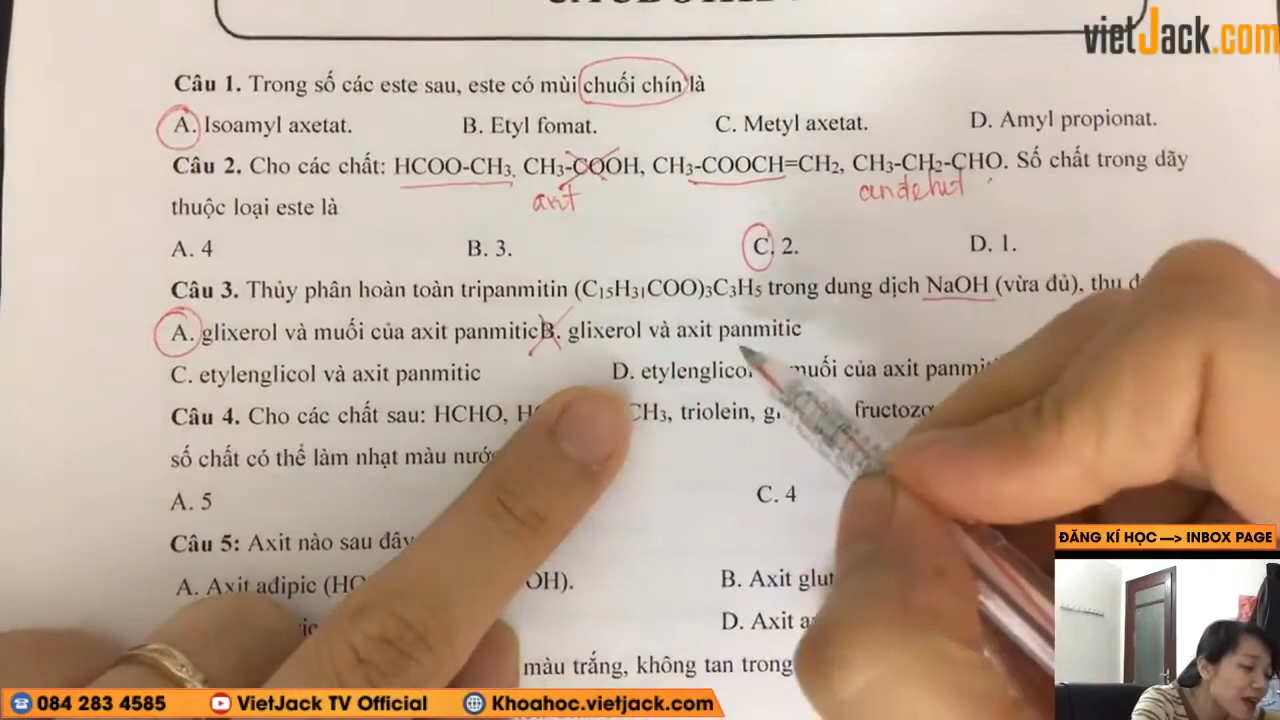 vietJack.com
Câu 1. Trong số các este sau, este có mùi chuối chín là
A. Isoamyl axetat. B. Etyl fomat. C. Metyl axetat. D. Amyl propionat.
Câu 2. Cho các chất: HCOO-CH₃, CH₃-COOH, CH₃-COOCH=CH₂, CH₃-CH₂-CHO. Số chất trong dãy
axit andehit
thuộc loại este là
A. 4 B. 3. C. 2. D. 1.
Câu 3. Thủy phân hoàn toàn tripanmitin (C₁₅H₃₁COO)₃C₃H₅ trong dung dịch NaOH (vừa đủ), thu
A. glixerol và muối của axit panmitic B. glixerol và axit panmitic
C. etylenglicol và axit panmitic D. etylenglicol muối của axit
Câu 4. Cho các chất sau: HCHO, CH₃, triolein,
số chất có thể làm nhạt màu
A. 5 C. 4
Câu 5: Axit nào sau
A. Axit adipic OH). B. Axit
D. Axit
màu trắng, không tan trong
ĐĂNG KÍ HỌC —> INBOX PAGE
084 283 4585 VietJack TV Official Khoahoc.vietjack.com